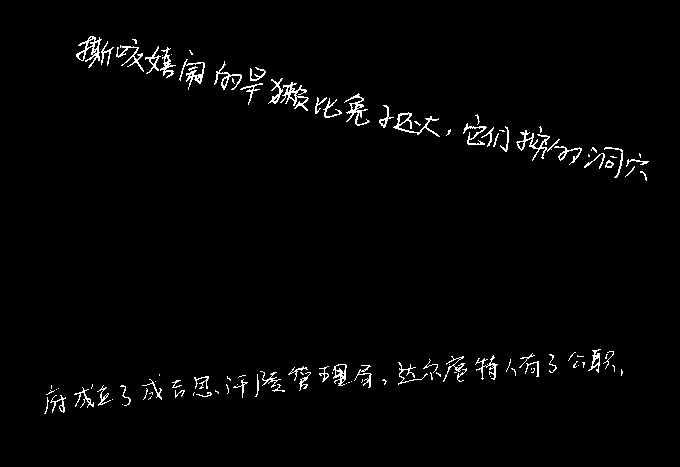 撕咬嬉闹的旱獭比兔子还大，它们挖的洞穴
府成立了成吉思汗陵管理局，达尔扈特人有了公职，